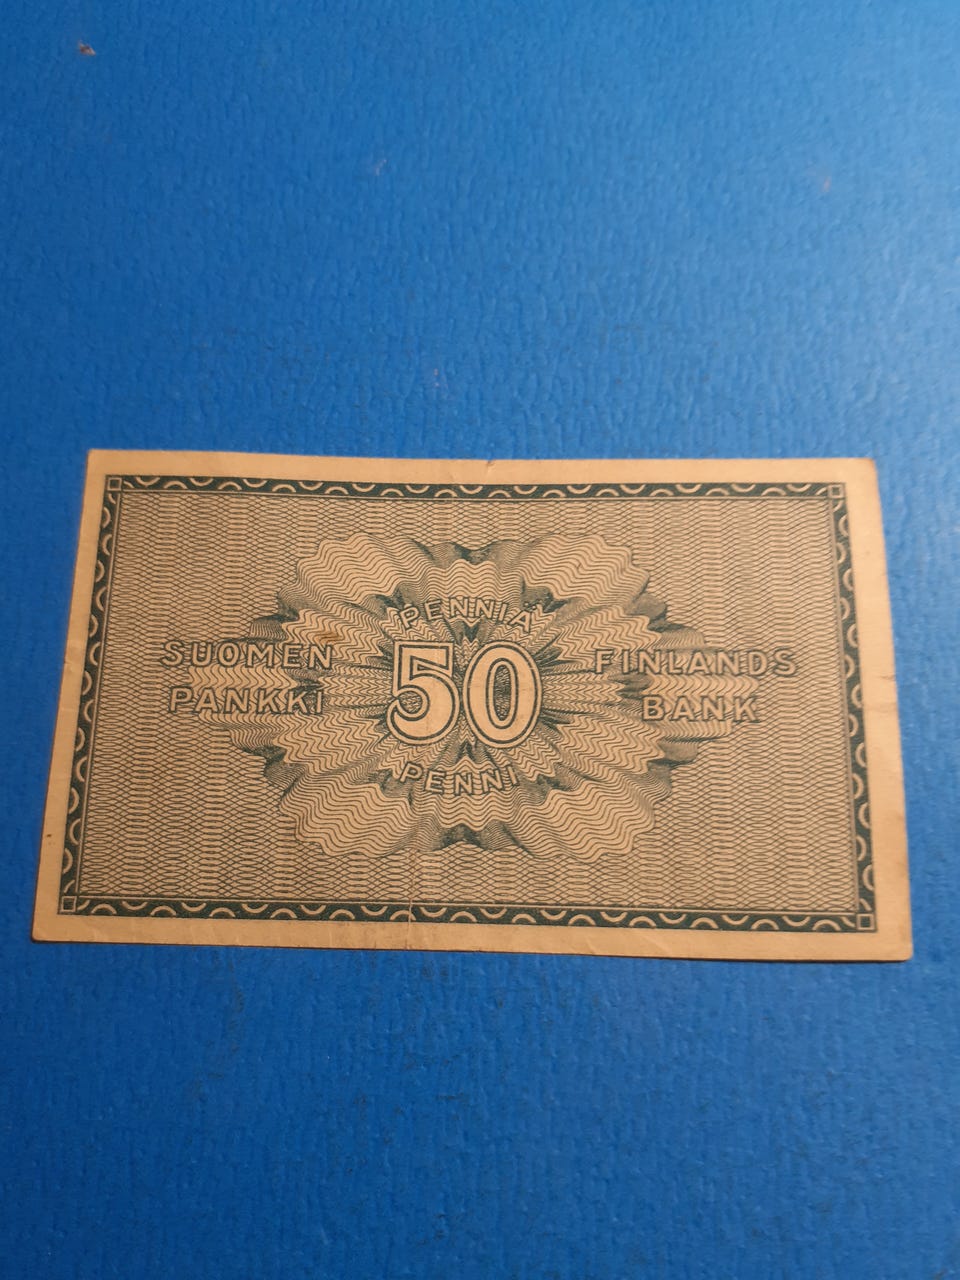 PENNIÄ
SUOMEN
PANKKI
50
FINLANDS
BANK
PENNI